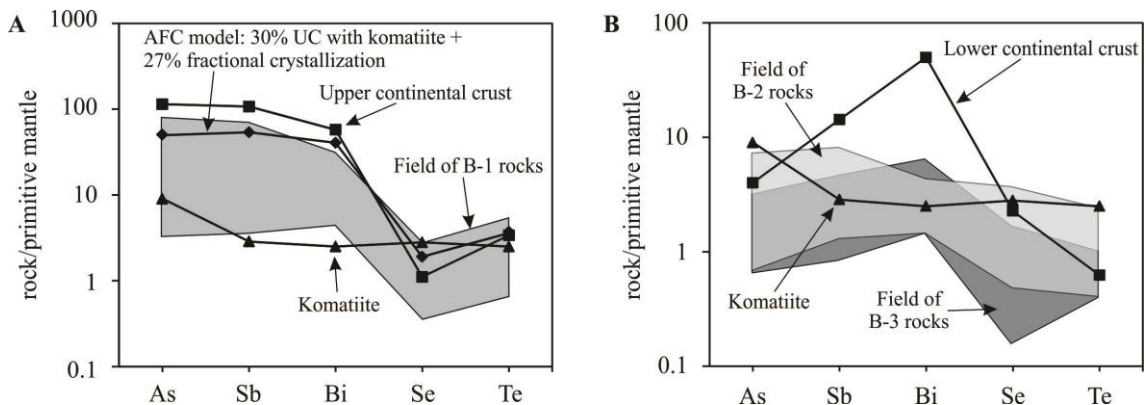 A
1000
100
10
1
0.1
rock/primitive mantle
AFC model: 30% UC with komatiite +
27% fractional crystallization
Upper continental crust
Field of B-1 rocks
Komatiite
As Sb Bi Se Te
B
100
10
1
0.1
rock/primitive mantle
Field of
B-2 rocks
Lower continental crust
Komatiite
Field of
B-3 rocks
As Sb Bi Se Te